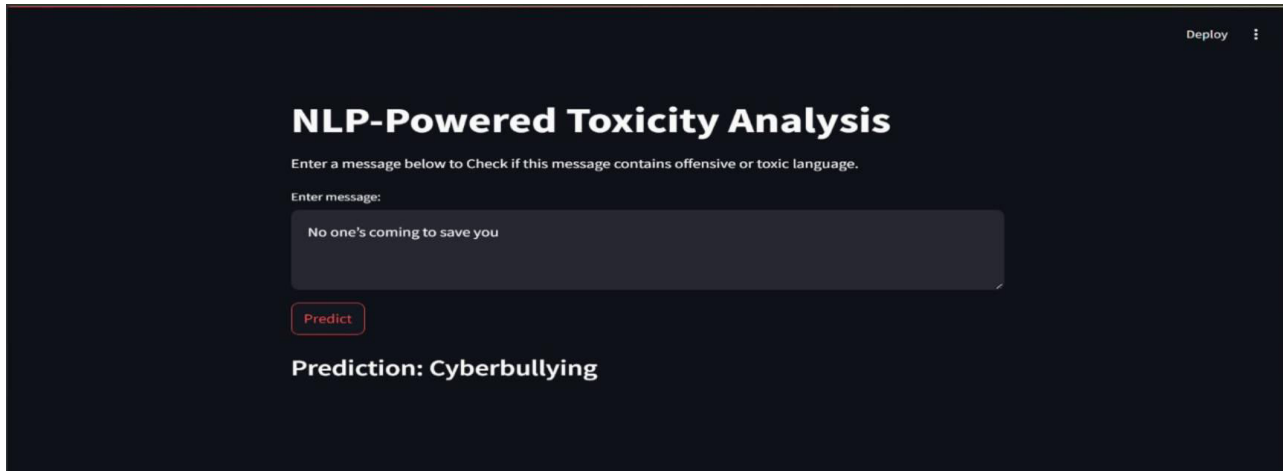 Deploy
NLP-Powered Toxicity Analysis
Enter a message below to Check if this message contains offensive or toxic language.
Enter message:
No one’s coming to save you
Predict
Prediction: Cyberbullying